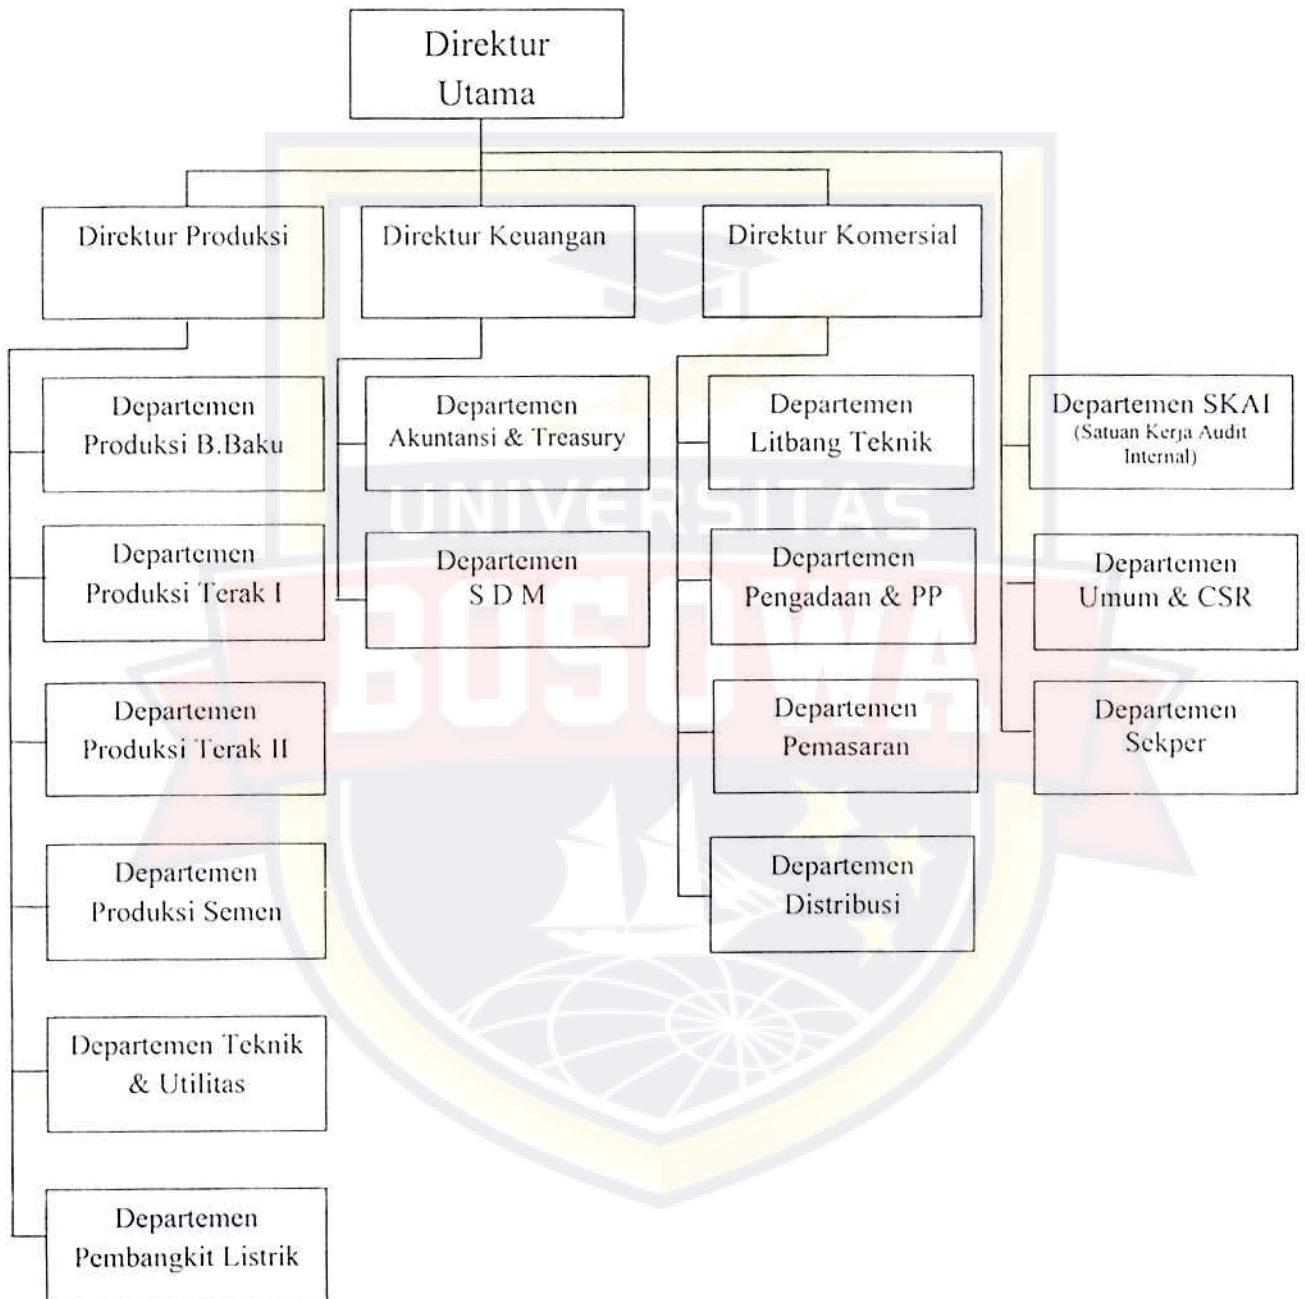 Direktur
Utama
Direktur Produksi
Direktur Keuangan
Direktur Komersial
Departemen
Produksi B.Baku
Departemen
Akuntansi & Treasury
Departemen
Litbang Teknik
Departemen SKAI
(Satuan Kerja Audit
Internal)
UNIVERSITAS
Departemen
Produksi Terak I
Departemen
S D M
Departemen
Pengadaan & PP
Departemen
Umum & CSR
BOSOWA
Departemen
Produksi Terak II
Departemen
Pemasaran
Departemen
Sekper
Departemen
Produksi Semen
Departemen
Distribusi
Departemen Teknik
& Utilitas
Departemen
Pembangkit Listrik